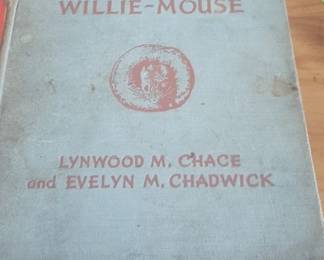 WILLIE-MOUSE
LYNWOOD M. CHACE
and EVELYN M. CHADWICK